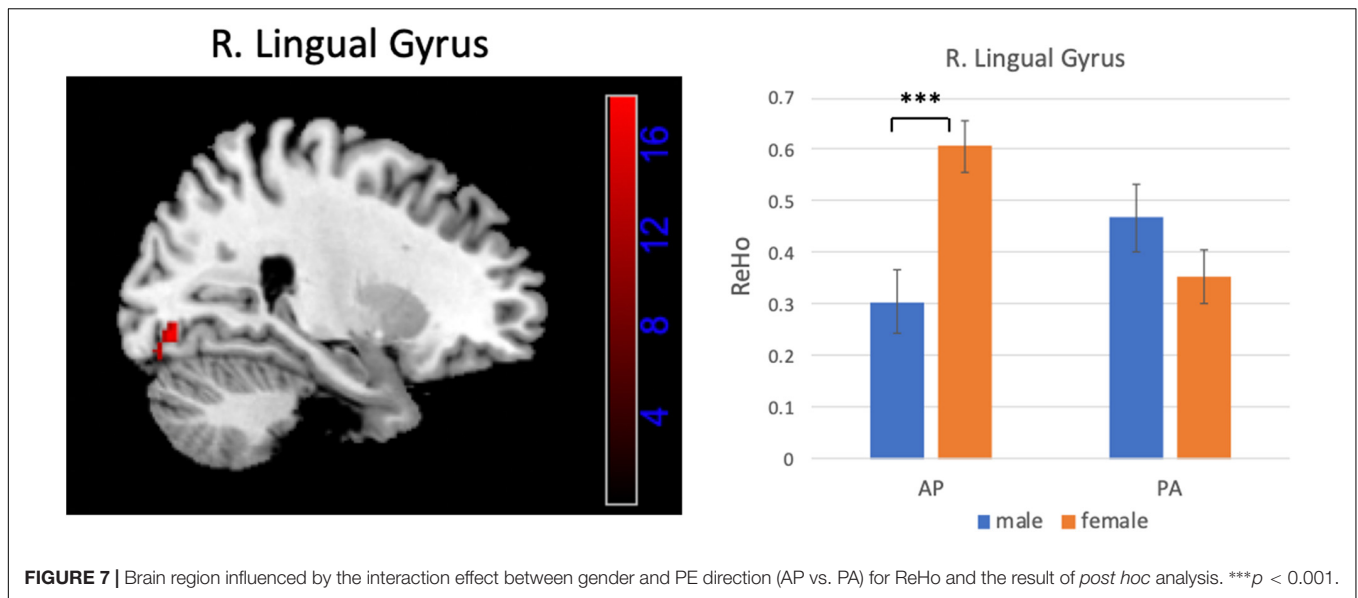 R. Lingual Gyrus
16
12
8
4
R. Lingual Gyrus
0.7
0.6
0.5
0.4
0.3
0.2
0.1
0
ReHo
***
AP PA
male female
FIGURE 7 | Brain region influenced by the interaction effect between gender and PE direction (AP vs. PA) for ReHo and the result of post hoc analysis. ***p < 0.001.